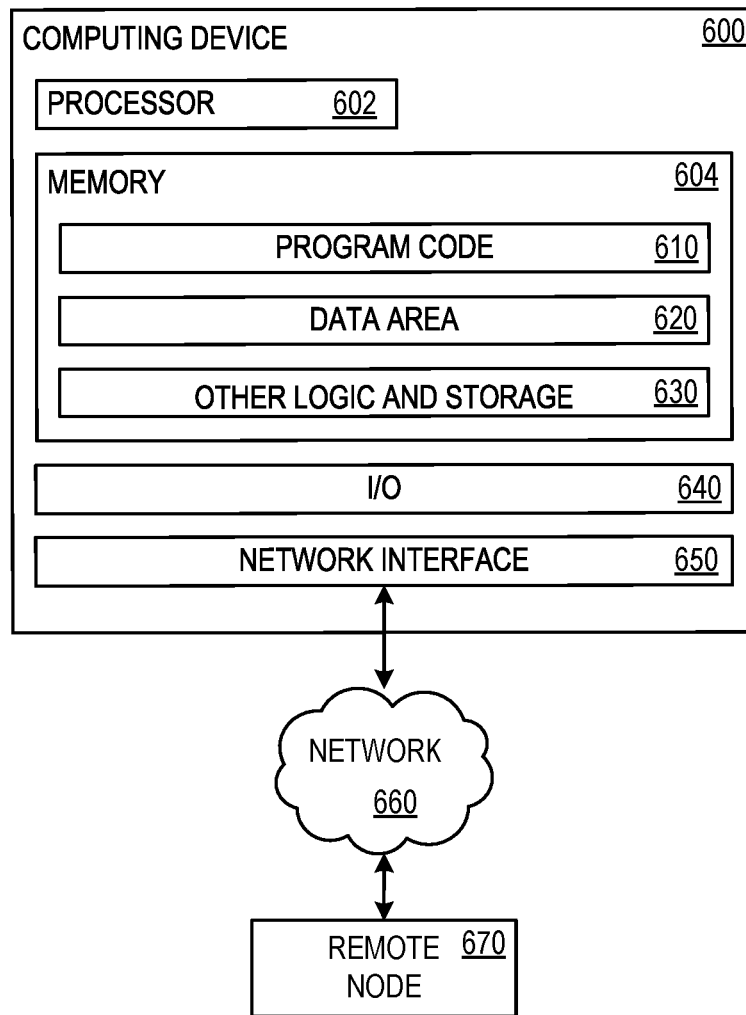 COMPUTING DEVICE 600
PROCESSOR 602
MEMORY 604
PROGRAM CODE 610
DATA AREA 620
OTHER LOGIC AND STORAGE 630
I/O 640
NETWORK INTERFACE 650
NETWORK
660
REMOTE 670
NODE